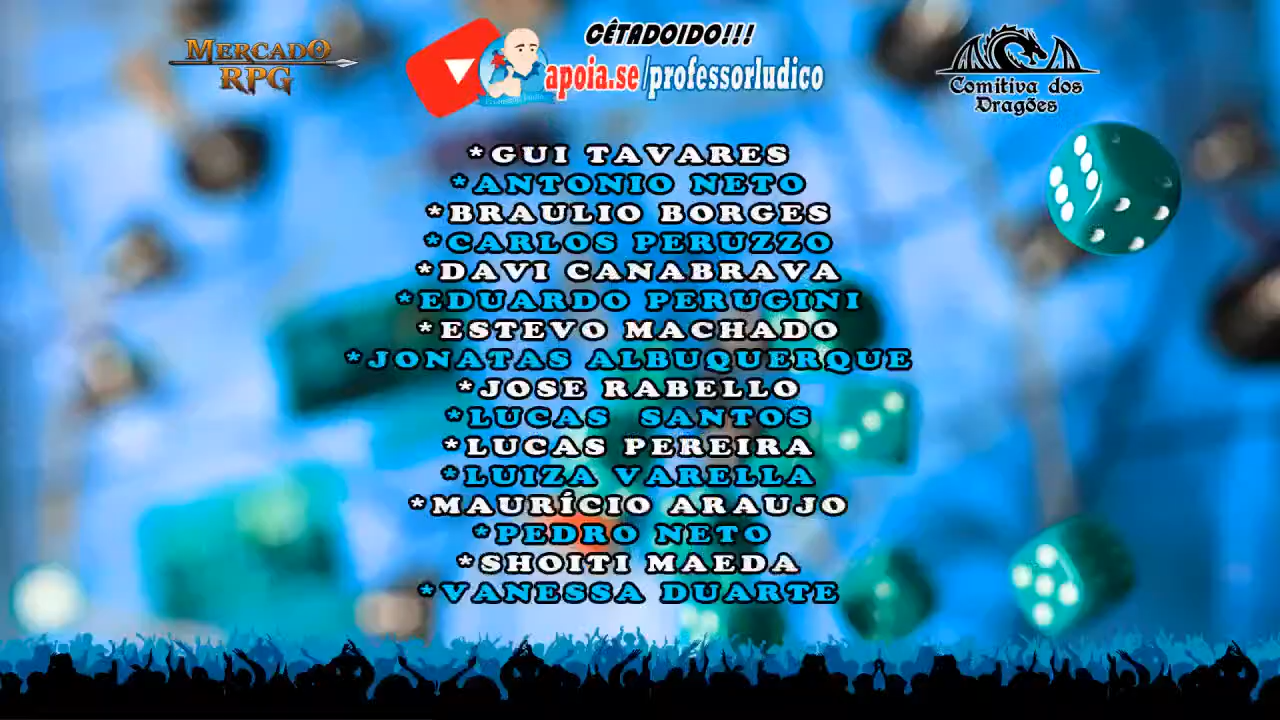 MERCADO
RPG
CÊTADOIDO!!!
apoia.se/professorludico
Comitiva dos
Dragões
*GUI TAVARES
*ANTONIO NETO
*BRAULIO BORGES
*CARLOS PERUZZO
*DAVI CANABRAVA
*EDUARDO PERUGINI
*ESTEVO MACHADO
*JONATAS ALBUQUERQUE
*JOSE RABELLO
*LUCAS SANTOS
*LUCAS PEREIRA
*LUIZA VARELLA
*MAURÍCIO ARAUJO
*PEDRO NETO
*SHOITI MAEDA
*VANESSA DUARTE